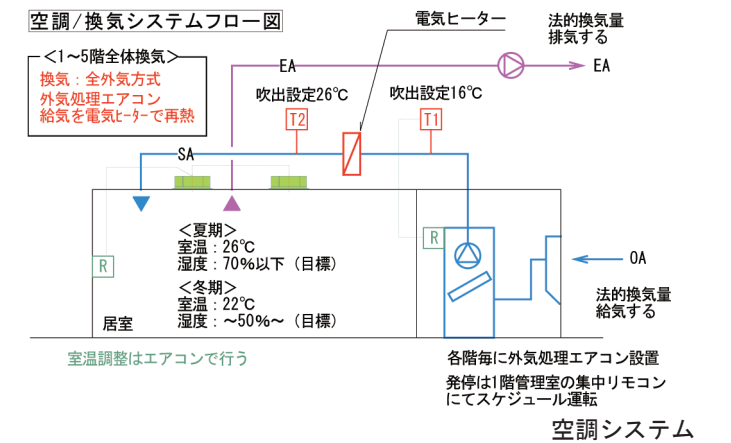 空調/換気システムフロー図
電気ヒーター
法的換気量
排気する
＜1～5階全体換気＞
換気：全外気方式
外気処理エアコン
給気を電気ﾋｰﾀｰで再熱
EA
EA
吹出設定26℃
吹出設定16℃
T2
T1
SA
＜夏期＞
室温：26℃
湿度：70%以下（目標）
＜冬期＞
室温：22℃
湿度：～50%～（目標）
R
R
OA
法的換気量
給気する
居室
室温調整はエアコンで行う
各階毎に外気処理エアコン設置
発停は1階管理室の集中リモコン
にてスケジュール運転
空調システム